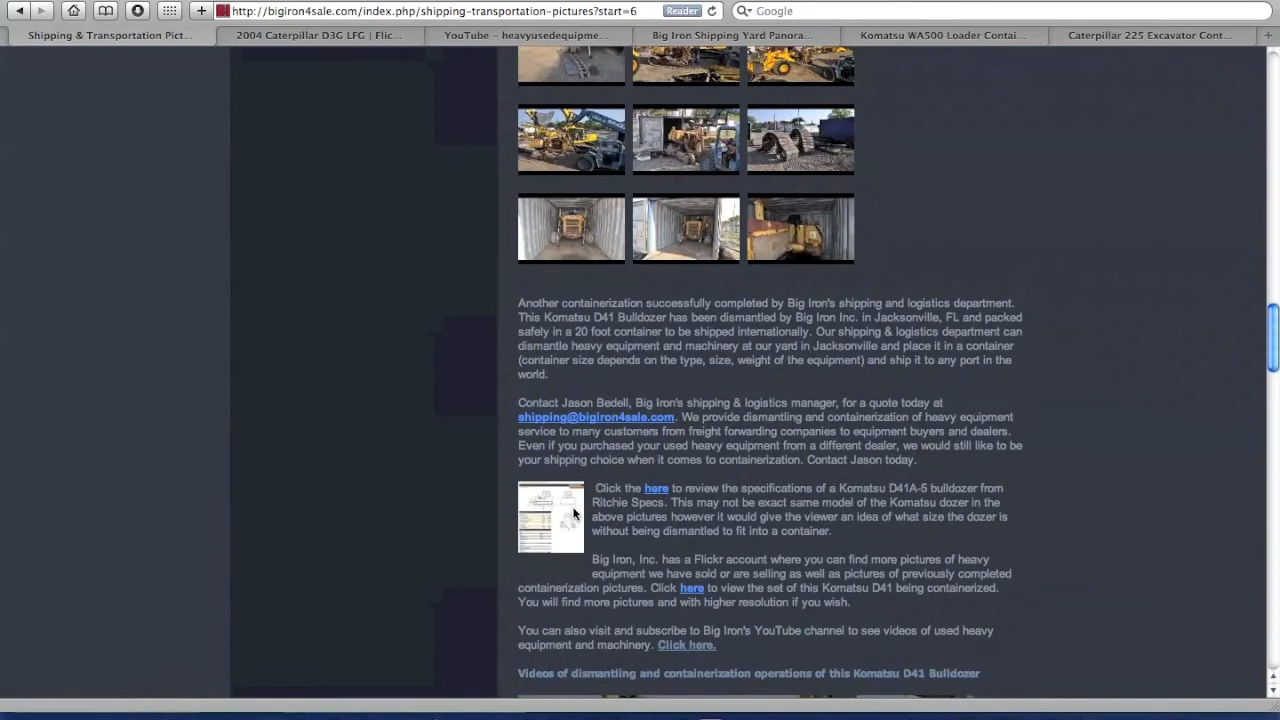 http://bigiron4sale.com/index.php/shipping-transportation-pictures?start=6 Reader Google
Shipping & Transportation Pict... 2004 Caterpillar D3G LFG | Flic... YouTube – heavyusedequipme... Big Iron Shipping Yard Panora... Komatsu WA500 Loader Contai... Caterpillar 225 Excavator Cont...
Another containerization successfully completed by Big Iron's shipping and logistics department.
This Komatsu D41 Bulldozer has been dismantled by Big Iron Inc. in Jacksonville, FL and packed
safely in a 20 foot container to be shipped internationally. Our shipping & logistics department can
dismantle heavy equipment and machinery at our yard in Jacksonville and place it in a container
(container size depends on the type, size, weight of the equipment) and ship it to any port in the
world.
Contact Jason Bedell, Big Iron's shipping & logistics manager, for a quote today at
shipping@bigiron4sale.com. We provide dismantling and containerization of heavy equipment
service to many customers from freight forwarding companies to equipment buyers and dealers.
Even if you purchased your used heavy equipment from a different dealer, we would still like to be
your shipping choice when it comes to containerization. Contact Jason today.
Click the here to review the specifications of a Komatsu D41A-5 bulldozer from
Ritchie Specs. This may not be exact same model of the Komatsu dozer in the
above pictures however it would give the viewer an idea of what size the dozer is
without being dismantled to fit into a container.
Big Iron, Inc. has a Flickr account where you can find more pictures of heavy
equipment we have sold or are selling as well as pictures of previously completed
containerization pictures. Click here to view the set of this Komatsu D41 being containerized.
You will find more pictures and with higher resolution if you wish.
You can also visit and subscribe to Big Iron's YouTube channel to see videos of used heavy
equipment and machinery. Click here.
Videos of dismantling and containerization operations of this Komatsu D41 Bulldozer